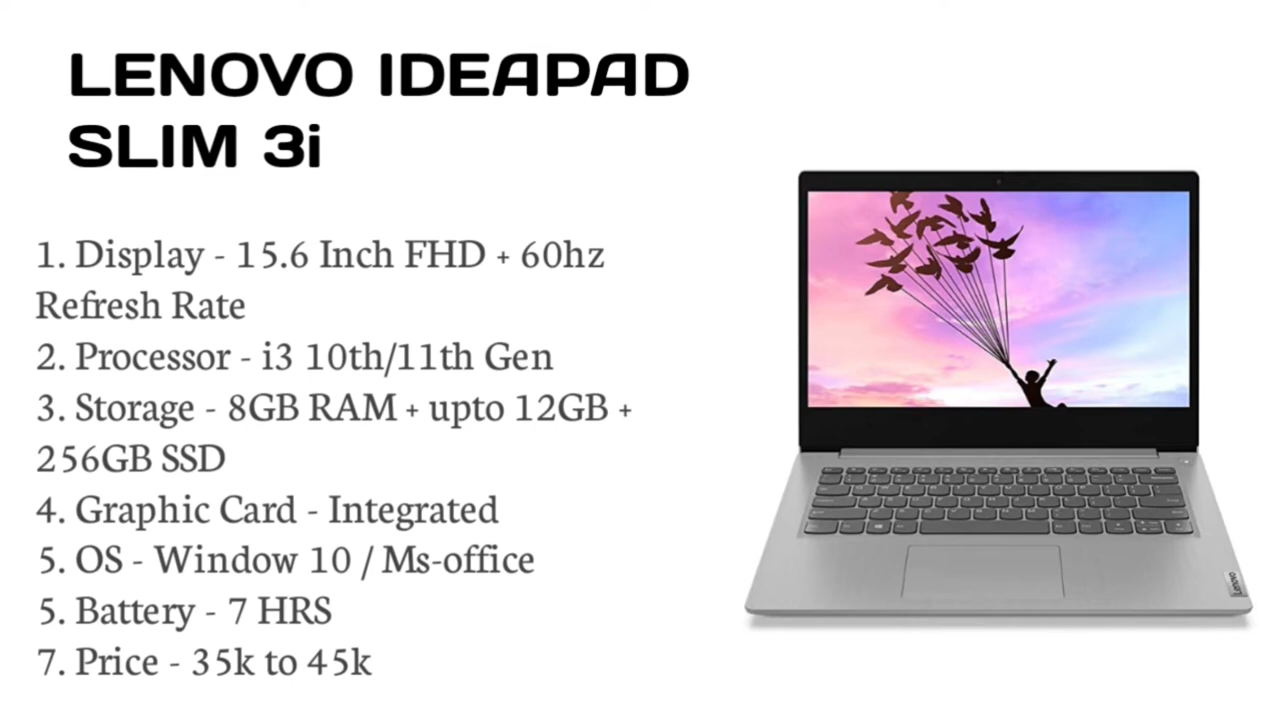 LENOVO IDEAPAD
SLIM 3i
1. Display - 15.6 Inch FHD + 60hz
Refresh Rate
2. Processor - i3 10th/11th Gen
3. Storage - 8GB RAM + upto 12GB +
256GB SSD
4. Graphic Card - Integrated
5. OS - Window 10 / Ms-office
5. Battery - 7 HRS
7. Price - 35k to 45k
Lenovo